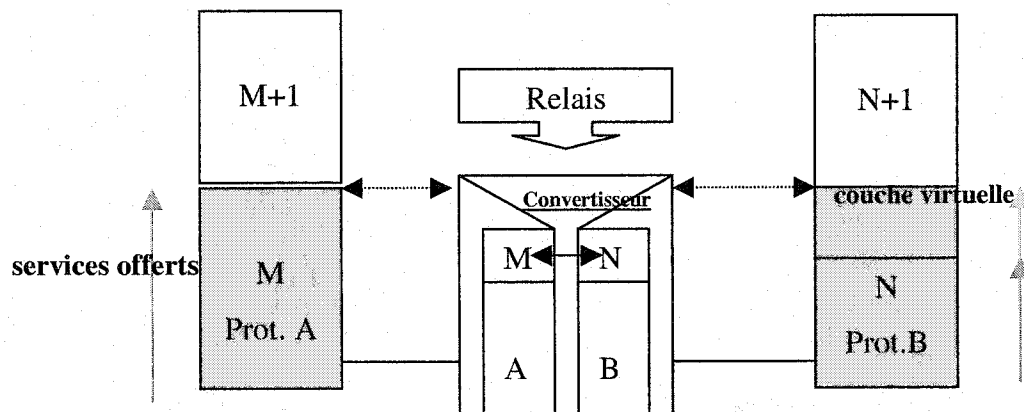 M+1
Relais
N+1
Convertisseur
couche virtuelle
services offerts
M
Prot. A
M
N
A
B
N
Prot.B